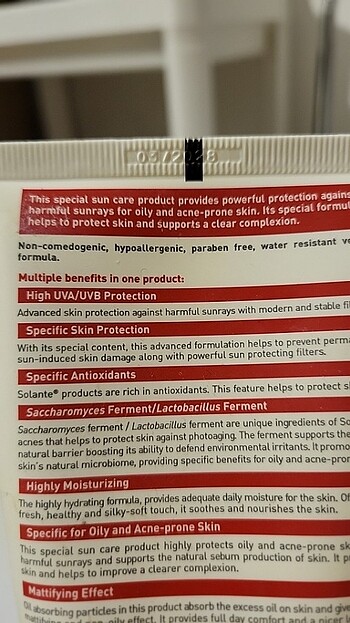 03/2028
This special sun care product provides powerful protection agains
harmful sunrays for oily and acne-prone skin. Its special formul
helps to protect skin and supports a clear complexion.
Non-comedogenic, hypoallergenic, paraben free, water resistant ve
formula.
Multiple benefits in one product:
High UVA/UVB Protection
Advanced skin protection against harmful sunrays with modern and stable fil
Specific Skin Protection
With its special content, this advanced formulation helps to prevent perma
sun-induced skin damage along with powerful sun protecting filters.
Specific Antioxidants
Solante® products are rich in antioxidants. This feature helps to protect s
Saccharomyces Ferment/Lactobacillus Ferment
Saccharomyces ferment / Lactobacillus ferment are unique ingredients of So
acnes that helps to protect skin against photoaging. The ferment supports the
natural barrier boosting its ability to defend environmental irritants. It promo
skin's natural microbiome, providing specific benefits for oily and acne-pron
Highly Moisturizing
The highly hydrating formula, provides adequate daily moisture for the skin. Of
fresh, healthy and silky-soft touch, it soothes and nourishes the skin.
Specific for Oily and Acne-prone Skin
This special sun care product highly protects oily and acne-prone sk
harmful sunrays and supports the natural sebum production of skin. It p
skin and helps to improve a clearer complexion.
Mattifying Effect
Oil absorbing particles in this product absorb the excess oil on skin and give
effect. It provides full day comfort and a nicer l